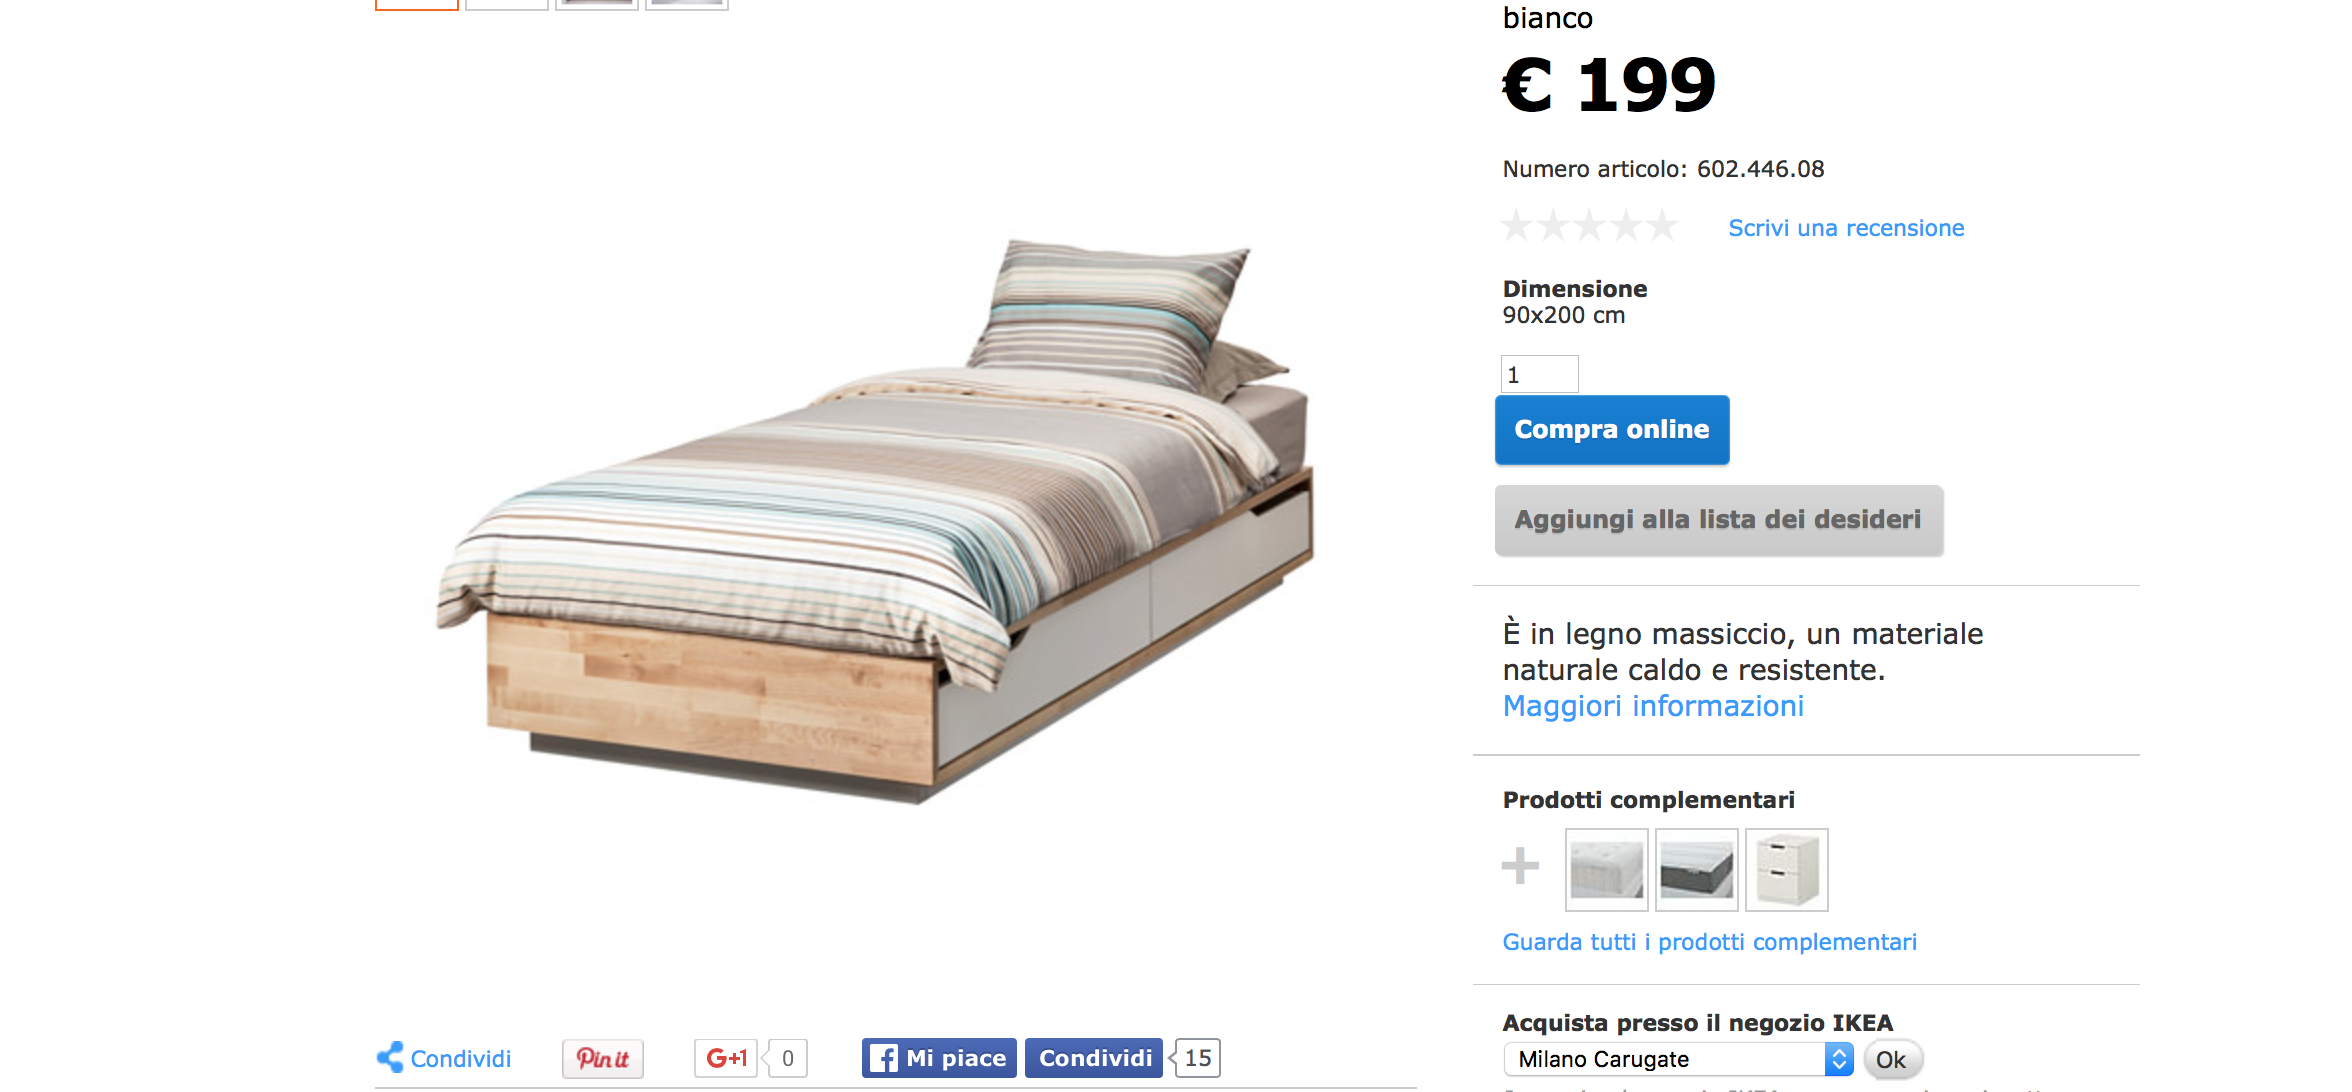 bianco
€ 199
Numero articolo: 602.446.08
Scrivi una recensione
Dimensione
90x200 cm
1
Compra online
Aggiungi alla lista dei desideri
È in legno massiccio, un materiale
naturale caldo e resistente.
Maggiori informazioni
Prodotti complementari
Guarda tutti i prodotti complementari
Acquista presso il negozio IKEA
Milano Carugate
Ok
Condividi
Pin it
G+1
0
Mi piace
Condividi
15